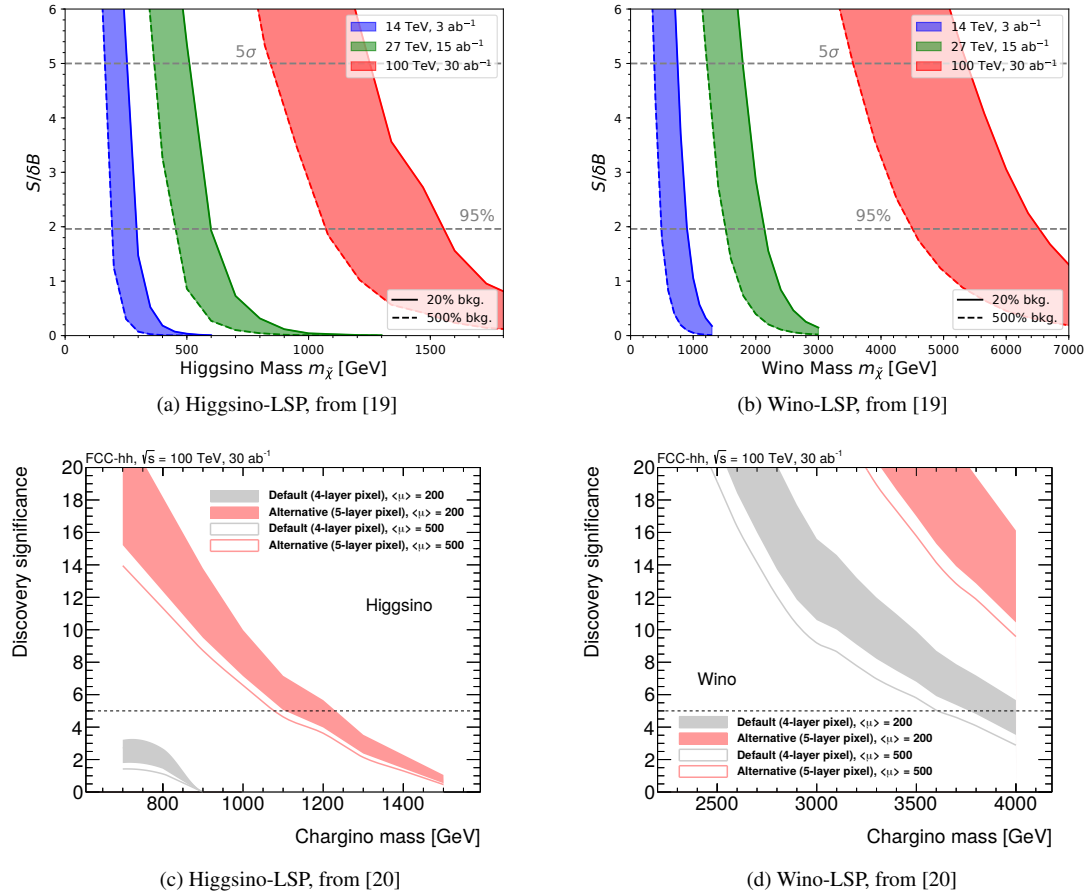 6
5
4
3
2
1
0
S/δB
5σ
95%
14 TeV, 3 ab⁻¹
27 TeV, 15 ab⁻¹
100 TeV, 30 ab⁻¹
20% bkg.
500% bkg.
0 500 1000 1500
Higgsino Mass m_χ̃ [GeV]
(a) Higgsino-LSP, from [19]
6
5
4
3
2
1
0
S/δB
5σ
95%
14 TeV, 3 ab⁻¹
27 TeV, 15 ab⁻¹
100 TeV, 30 ab⁻¹
20% bkg.
500% bkg.
0 1000 2000 3000 4000 5000 6000 7000
Wino Mass m_χ̃ [GeV]
(b) Wino-LSP, from [19]
FCC-hh, √s = 100 TeV, 30 ab⁻¹
Discovery significance
20
18
16
14
12
10
8
6
4
2
0
Default (4-layer pixel), ⟨μ⟩ = 200
Alternative (5-layer pixel), ⟨μ⟩ = 200
Default (4-layer pixel), ⟨μ⟩ = 500
Alternative (5-layer pixel), ⟨μ⟩ = 500
Higgsino
800 1000 1200 1400
Chargino mass [GeV]
(c) Higgsino-LSP, from [20]
FCC-hh, √s = 100 TeV, 30 ab⁻¹
Discovery significance
20
18
16
14
12
10
8
6
4
2
0
Wino
Default (4-layer pixel), ⟨μ⟩ = 200
Alternative (5-layer pixel), ⟨μ⟩ = 200
Default (4-layer pixel), ⟨μ⟩ = 500
Alternative (5-layer pixel), ⟨μ⟩ = 500
2500 3000 3500 4000
Chargino mass [GeV]
(d) Wino-LSP, from [20]